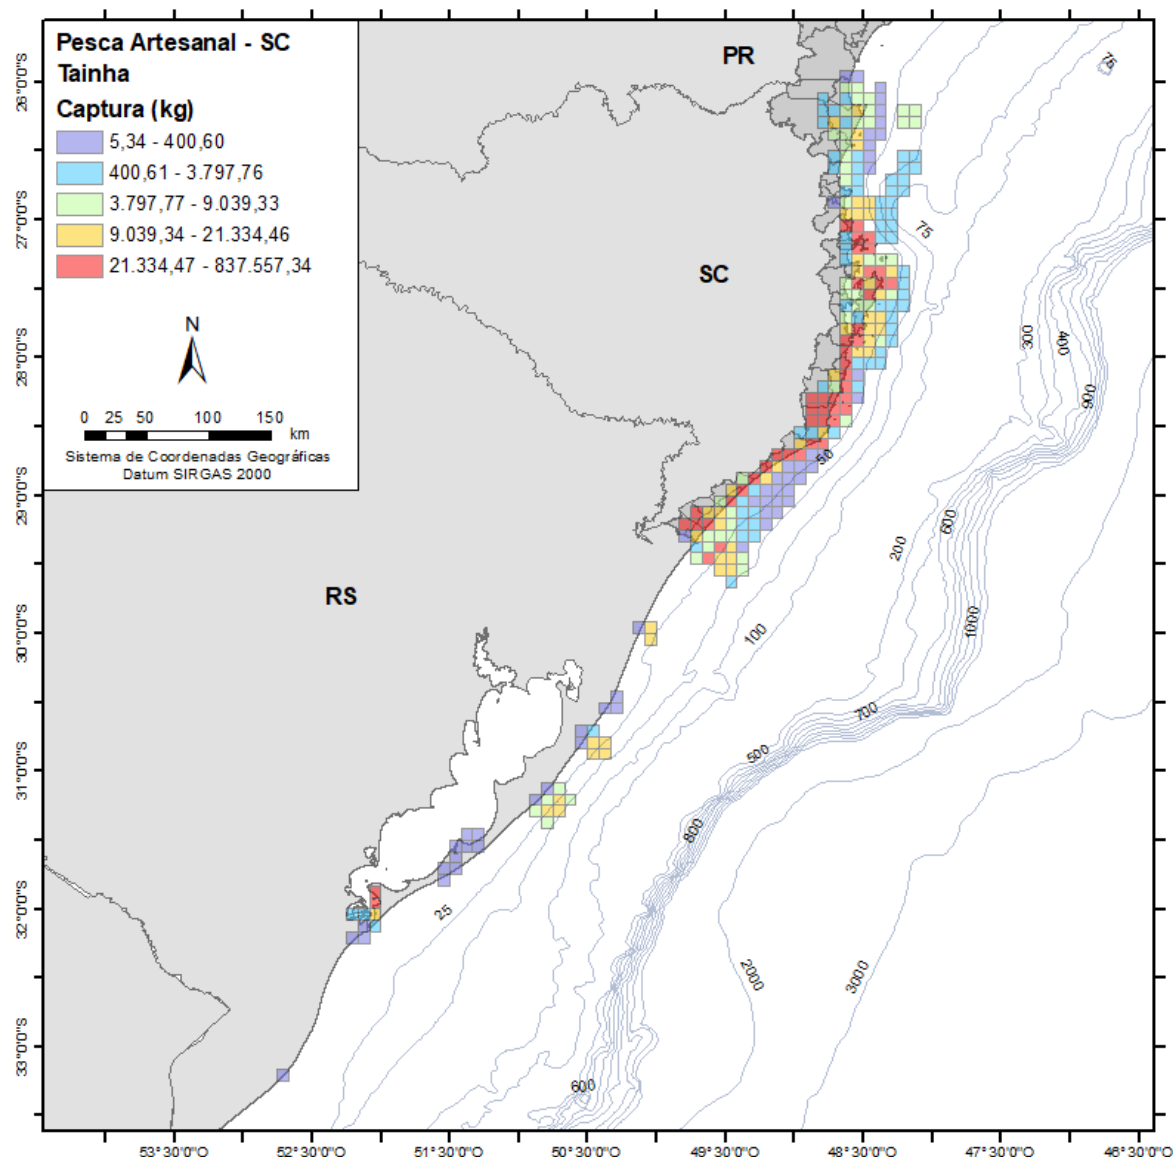 Pesca Artesanal - SC
Tainha
Captura (kg)
5,34 - 400,60
400,61 - 3.797,76
3.797,77 - 9.039,33
9.039,34 - 21.334,46
21.334,47 - 837.557,34
N
0 25 50 100 150
km
Sistema de Coordenadas Geográficas
Datum SIRGAS 2000
PR
SC
RS
75
75
50
300
400
900
200
600
1000
100
700
500
800
25
2000
3000
600
26°0'0"S
27°0'0"S
28°0'0"S
29°0'0"S
30°0'0"S
31°0'0"S
32°0'0"S
33°0'0"S
53°30'0"O
52°30'0"O
51°30'0"O
50°30'0"O
49°30'0"O
48°30'0"O
47°30'0"O
46°30'0"O